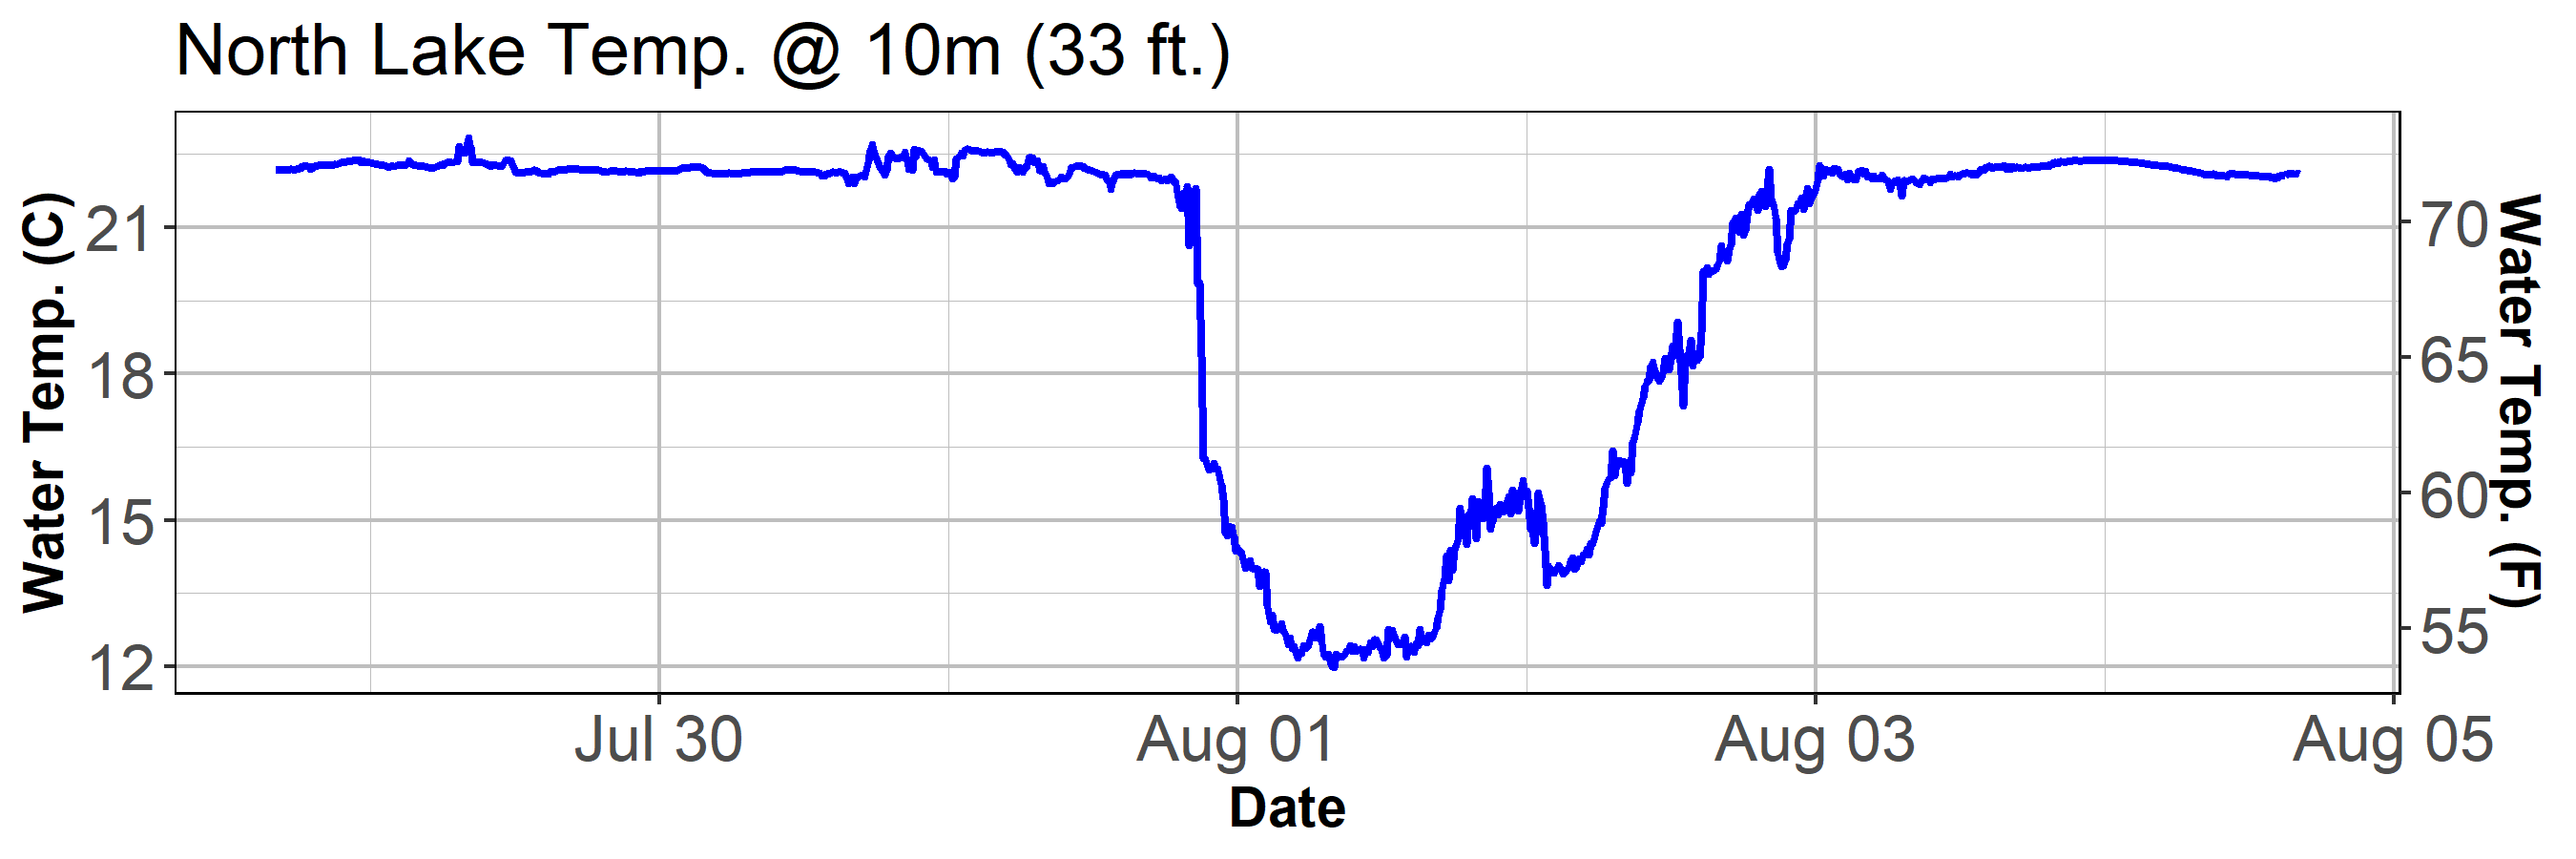 North Lake Temp. @ 10m (33 ft.)
Water Temp. (C)
21
18
15
12
70
65
60
55
Water Temp. (F)
Jul 30
Aug 01
Aug 03
Aug 05
Date